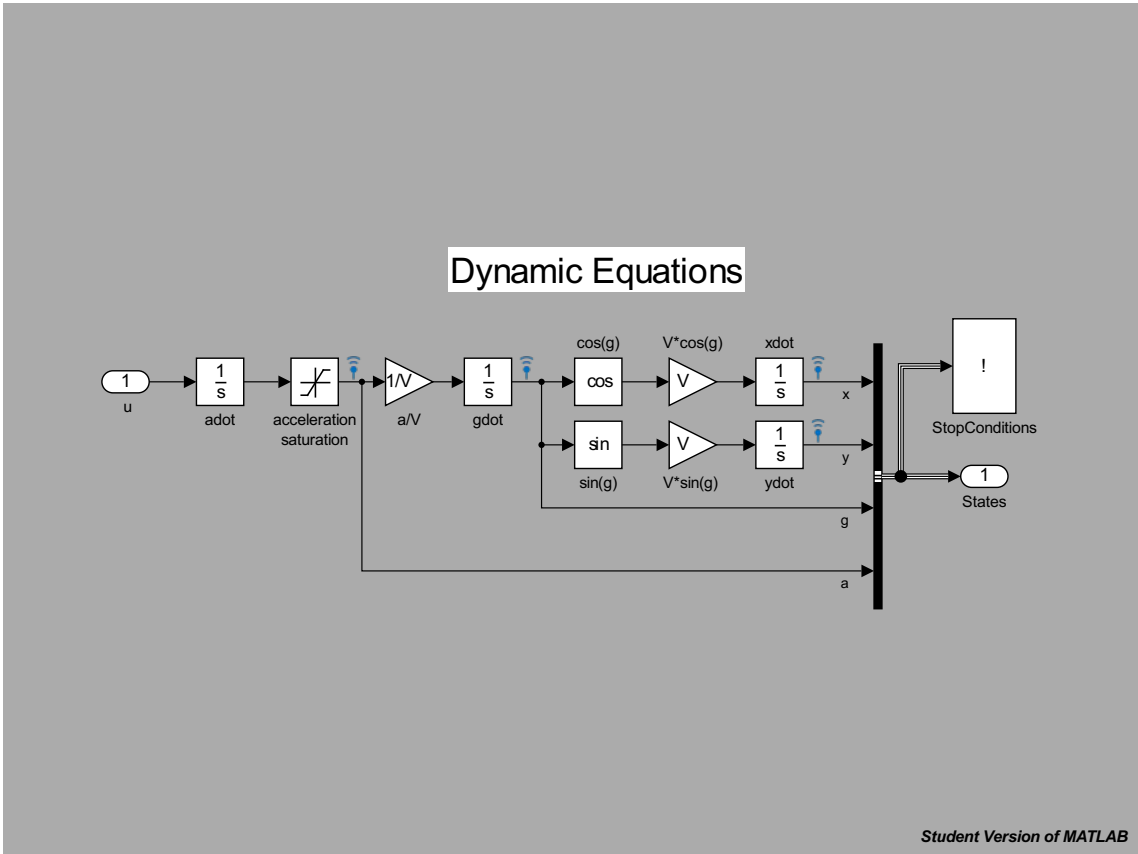 Dynamic Equations
cos(g)
V*cos(g)
xdot
1
u
1
s
adot
acceleration
saturation
1/V
a/V
1
s
gdot
cos
V
1
s
x
!
StopConditions
sin
sin(g)
V
V*sin(g)
1
s
ydot
y
1
States
g
a
Student Version of MATLAB